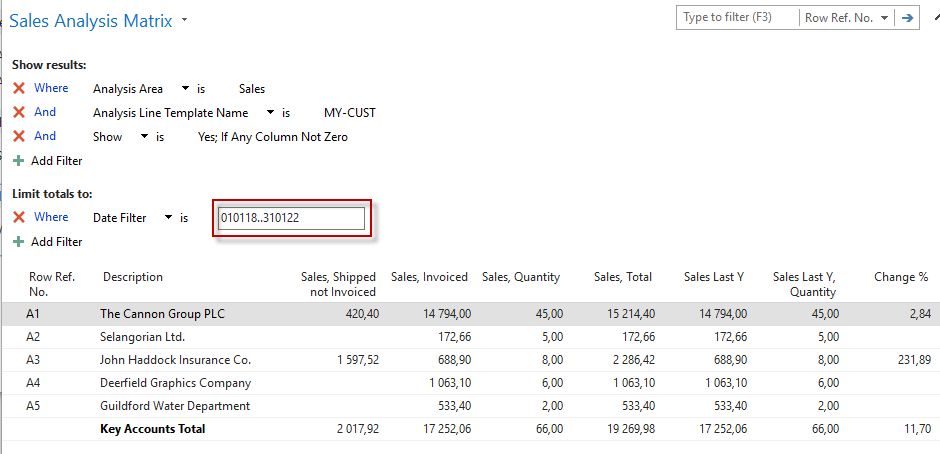 Sales Analysis Matrix
Type to filter (F3) Row Ref. No.
Show results:
Where Analysis Area is Sales
And Analysis Line Template Name is MY-CUST
And Show is Yes; If Any Column Not Zero
Add Filter
Limit totals to:
Where Date Filter is 010118..310122
Add Filter
Row Ref. Description Sales, Shipped Sales, Invoiced Sales, Quantity Sales, Total Sales Last Y Sales Last Y, Change %
No. not Invoiced Quantity
A1 The Cannon Group PLC 420,40 14 794,00 45,00 15 214,40 14 794,00 45,00 2,84
A2 Selangorian Ltd. 172,66 5,00 172,66 172,66 5,00
A3 John Haddock Insurance Co. 1 597,52 688,90 8,00 2 286,42 688,90 8,00 231,89
A4 Deerfield Graphics Company 1 063,10 6,00 1 063,10 1 063,10 6,00
A5 Guildford Water Department 533,40 2,00 533,40 533,40 2,00
Key Accounts Total 2 017,92 17 252,06 66,00 19 269,98 17 252,06 66,00 11,70